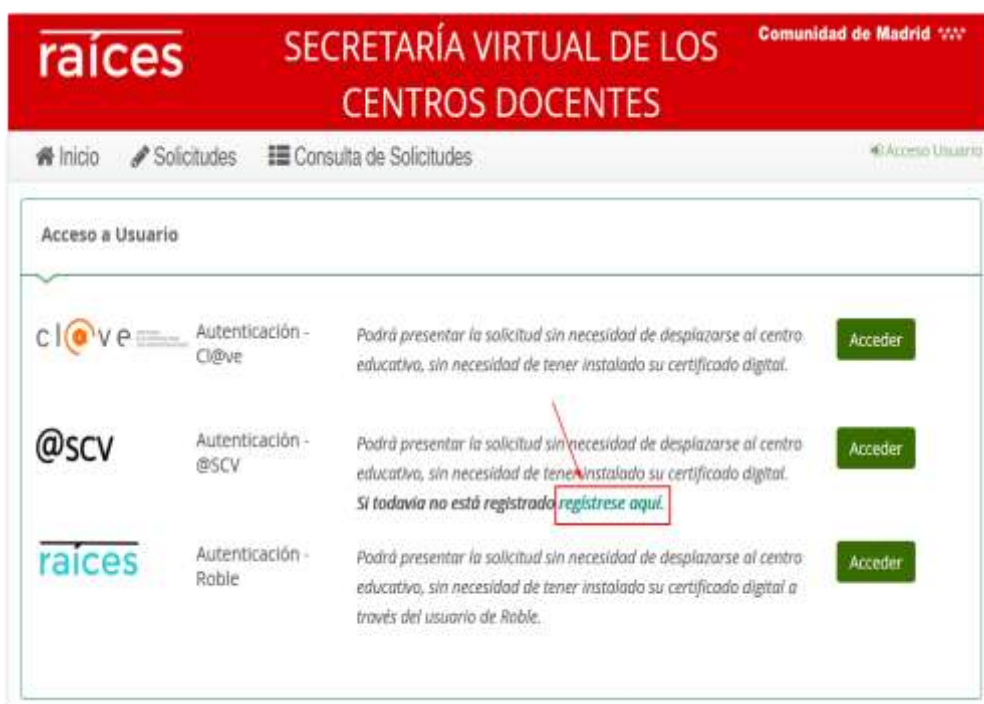 raíces
SECRETARÍA VIRTUAL DE LOS
CENTROS DOCENTES
Comunidad de Madrid
Inicio
Solicitudes
Consulta de Solicitudes
Acceso Usuario
Acceso a Usuario
cl@ve
Autenticación -
Cl@ve
Podrá presentar la solicitud sin necesidad de desplazarse al centro
educativo, sin necesidad de tener instalado su certificado digital.
Acceder
@SCV
Autenticación -
@SCV
Podrá presentar la solicitud sin necesidad de desplazarse al centro
educativo, sin necesidad de tener instalado su certificado digital.
Si todavía no está registrado regístrese aquí.
Acceder
raíces
Autenticación -
Roble
Podrá presentar la solicitud sin necesidad de desplazarse al centro
educativo, sin necesidad de tener instalado su certificado digital a
través del usuario de Roble.
Acceder